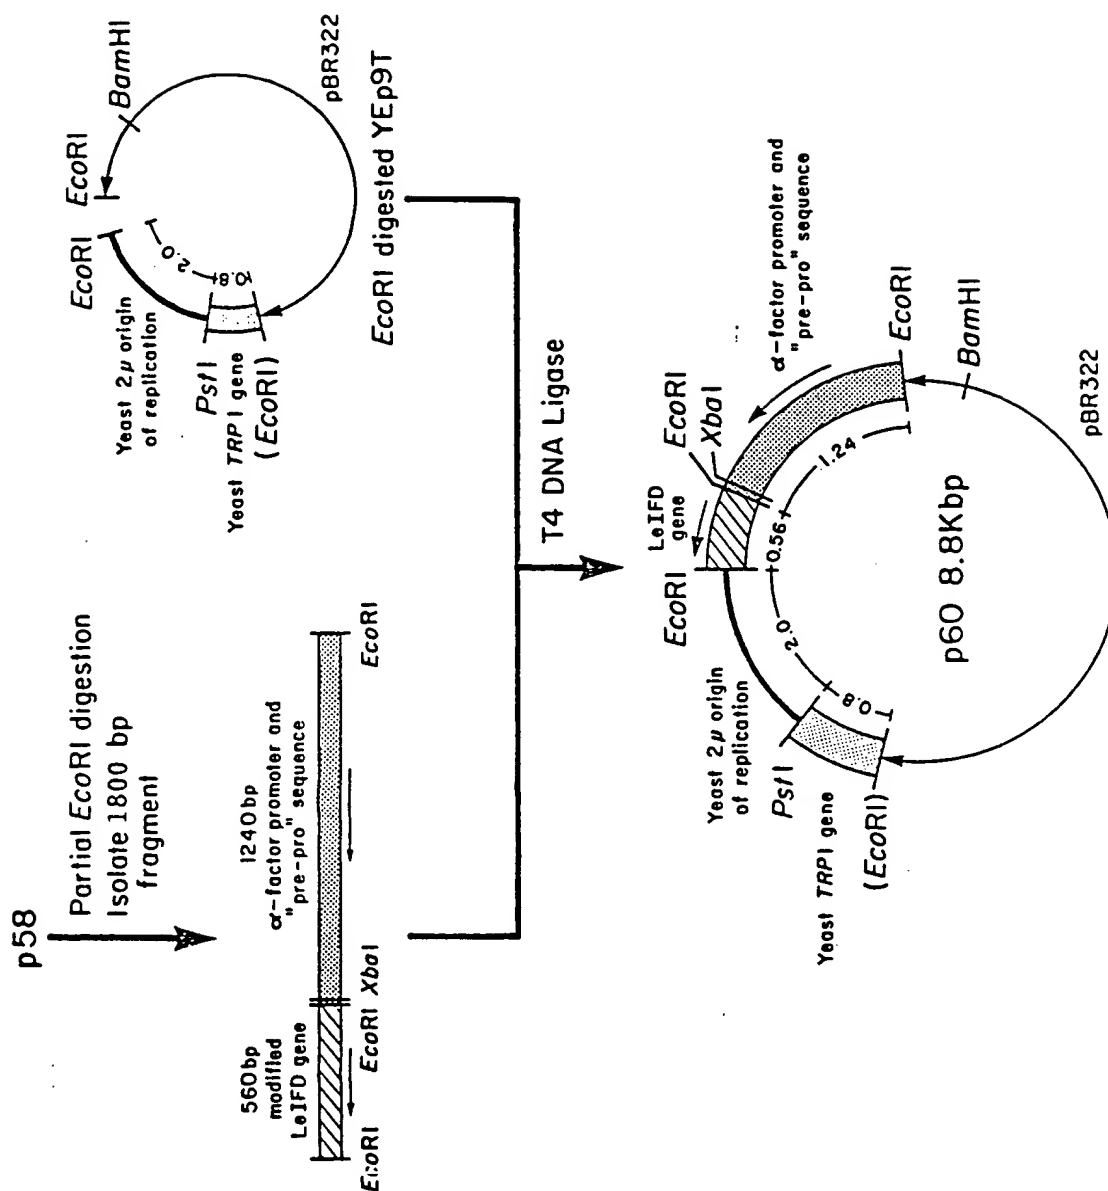 p58
Partial EcoRI digestion
Isolate 1800 bp
fragment
560bp
modified
LeIFD gene
1240bp
α-factor promoter and
"pre-pro" sequence
EcoRI
EcoRI
XbaI
EcoRI
EcoRI
EcoRI
BamHI
Yeast 2μ origin
of replication
2.0
0.8
PstI
Yeast TRP1 gene
(EcoRI)
pBR322
EcoRI digested YEp9T
T4 DNA Ligase
EcoRI
LeIFD
gene
EcoRI
XbaI
α-factor promoter and
"pre-pro" sequence
Yeast 2μ origin
of replication
2.0
0.56
1.24
EcoRI
PstI
0.8
Yeast TRP1 gene
(EcoRI)
p60 8.8Kbp
BamHI
pBR322